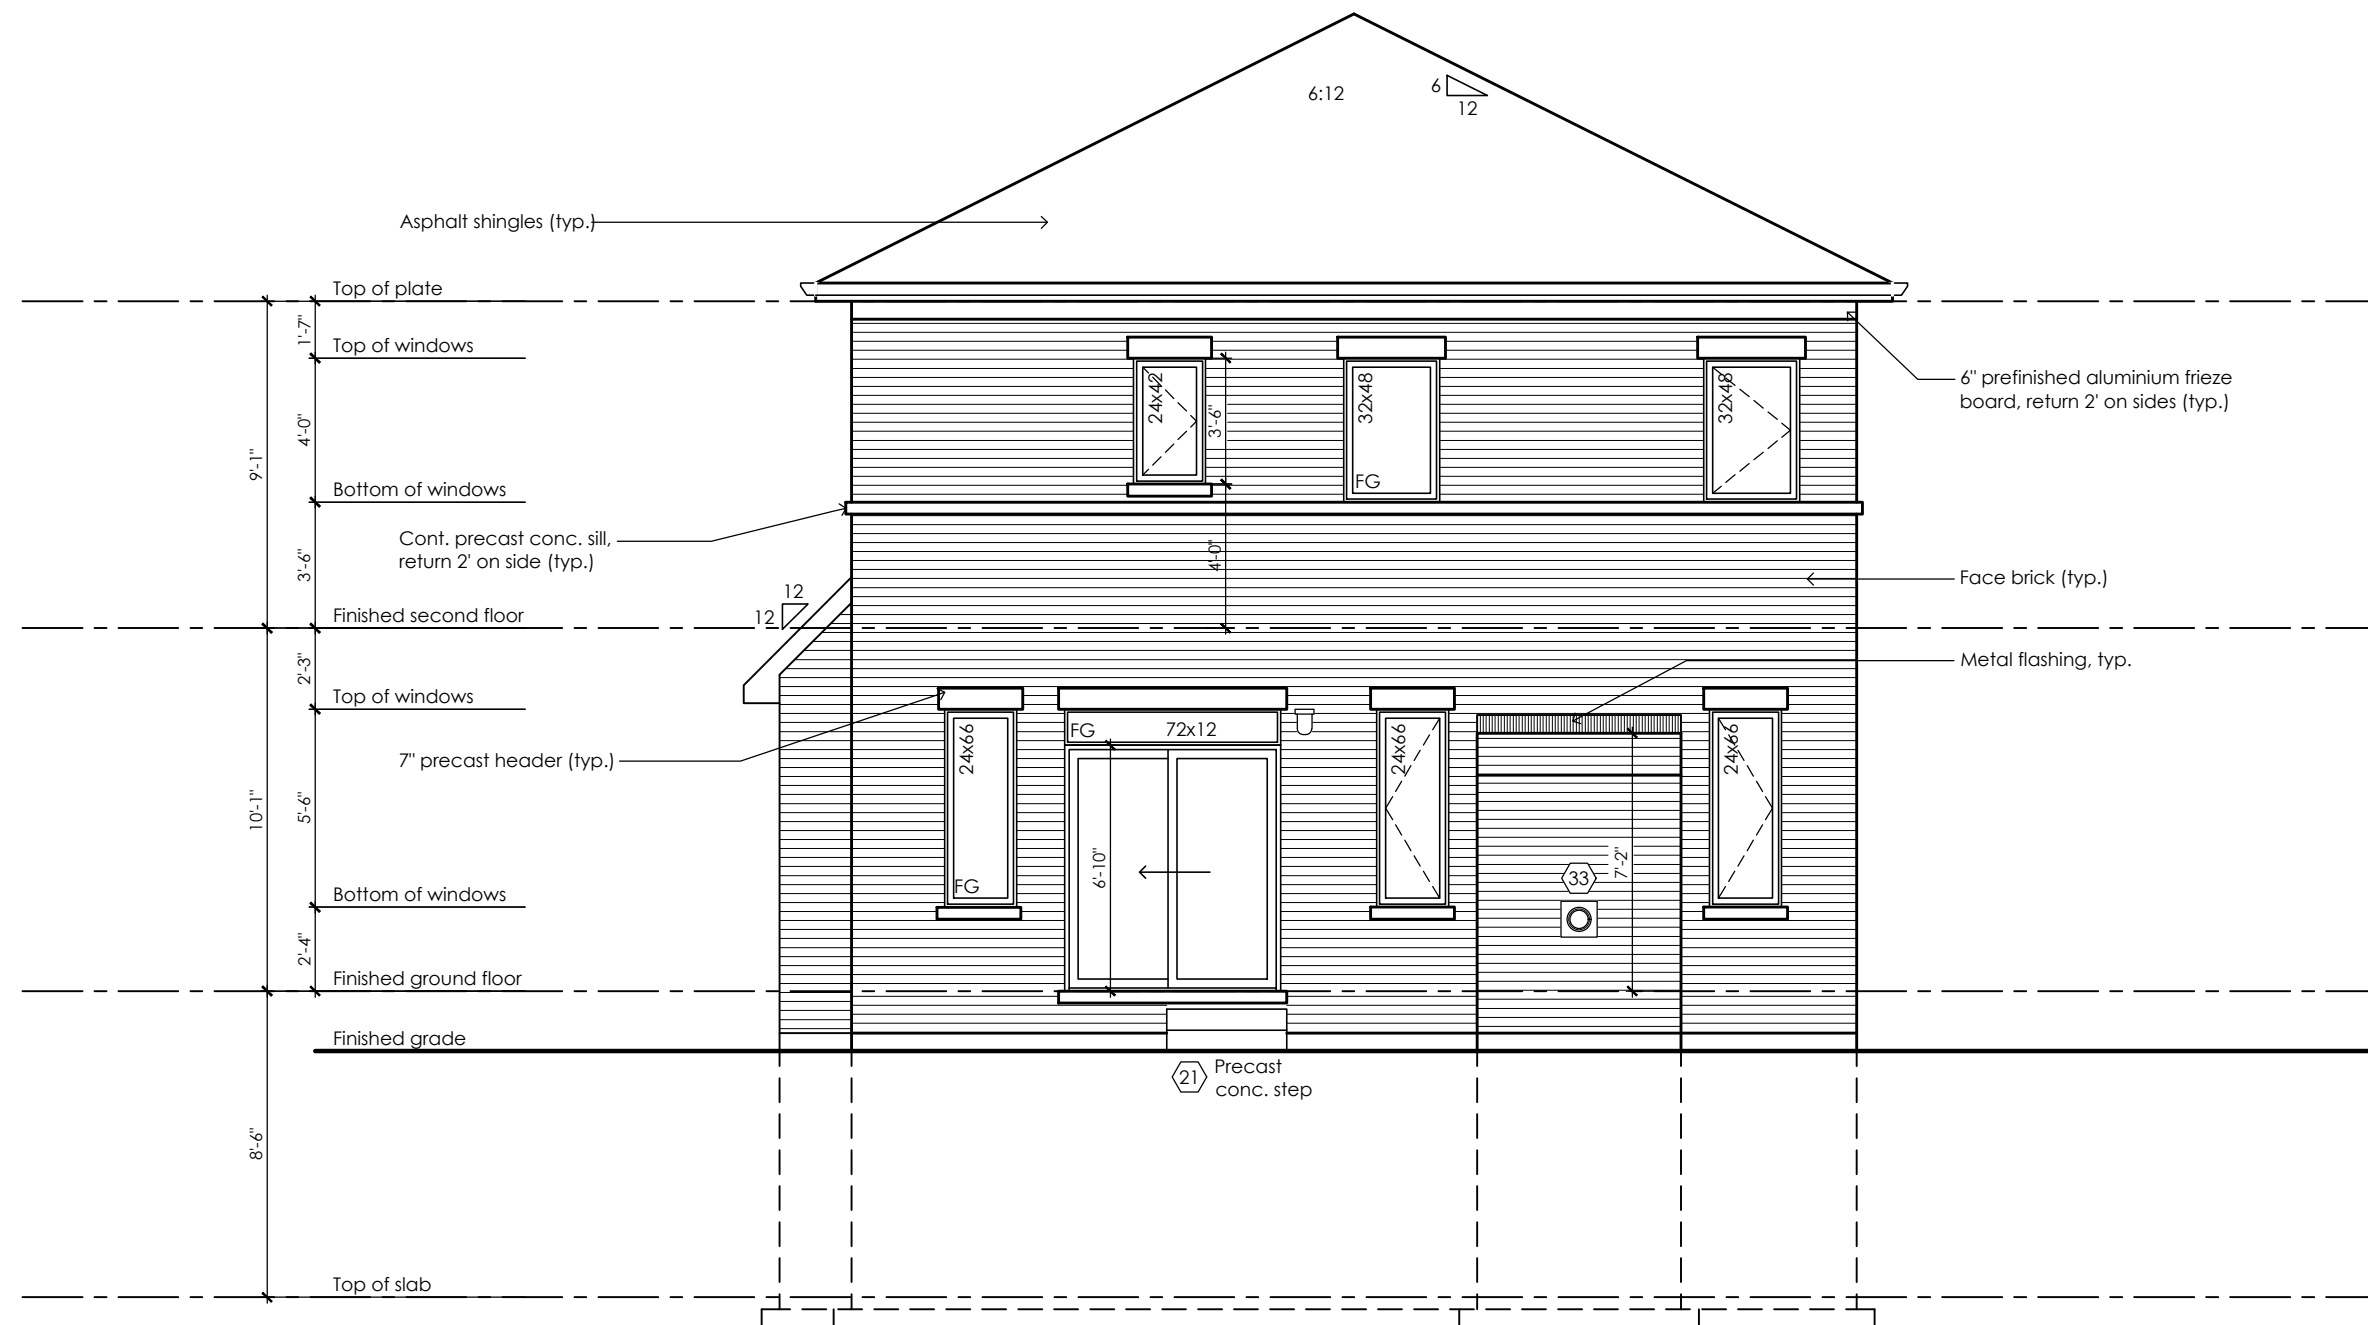 6:12
6
12
Asphalt shingles (typ.)
Top of plate
1'-7"
Top of windows
24x42
32x48
32x48
6" prefinished aluminium frieze
board, return 2' on sides (typ.)
3'-6"
4'-0"
9'-1"
FG
Bottom of windows
Cont. precast conc. sill,
return 2' on side (typ.)
4'-0"
3'-6"
Face brick (typ.)
12
12
Finished second floor
2'-3"
Metal flashing, typ.
Top of windows
FG
72x12
24x66
24x66
24x66
7" precast header (typ.)
10'-1"
5'-6"
6'-10"
7'-2"
33
FG
Bottom of windows
2'-4"
Finished ground floor
Finished grade
21
Precast
conc. step
8'-6"
Top of slab